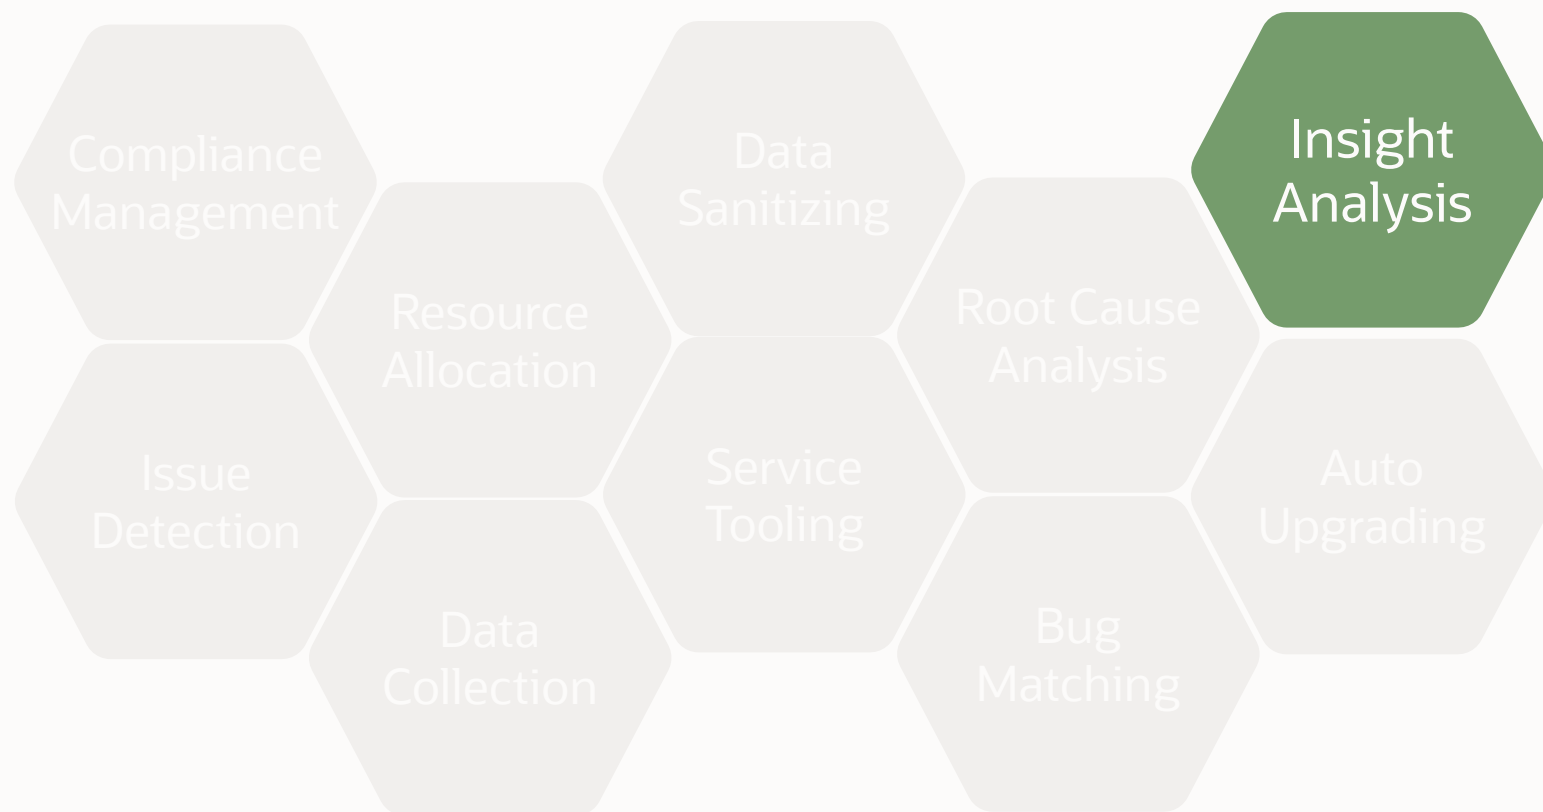 Compliance
Management
Data
Sanitizing
Insight
Analysis
Resource
Allocation
Root Cause
Analysis
Issue
Detection
Service
Tooling
Auto
Upgrading
Data
Collection
Bug
Matching